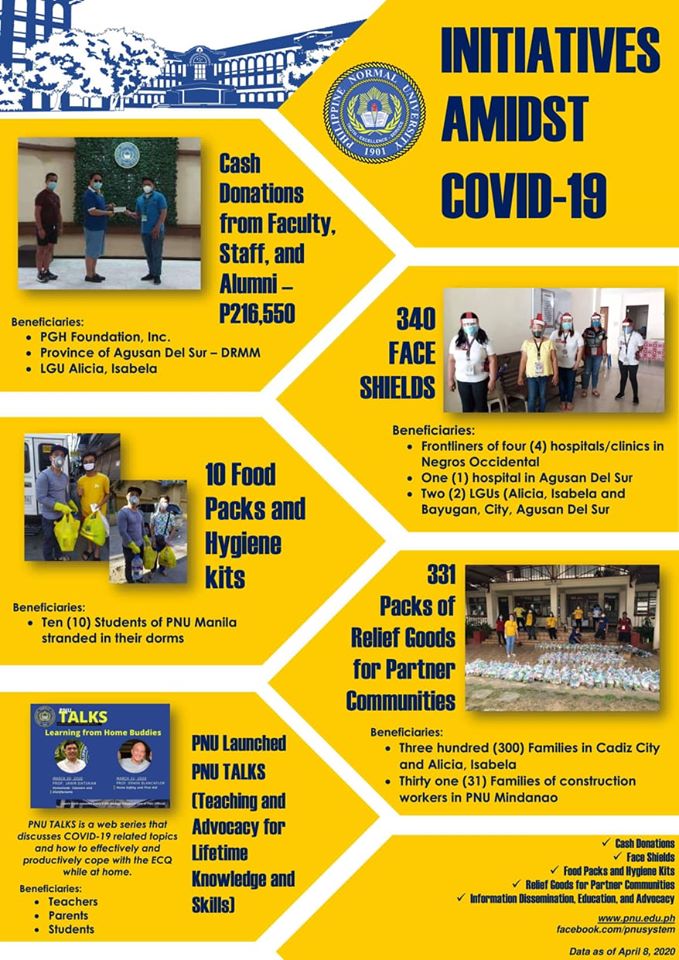 INITIATIVES
AMIDST
COVID-19
PHILIPPINE NORMAL UNIVERSITY
1901
Cash
Donations
from Faculty,
Staff, and
Alumni –
P216,550
Beneficiaries:
• PGH Foundation, Inc.
• Province of Agusan Del Sur – DRMM
• LGU Alicia, Isabela
340
FACE
SHIELDS
Beneficiaries:
• Frontliners of four (4) hospitals/clinics in
Negros Occidental
• One (1) hospital in Agusan Del Sur
• Two (2) LGUs (Alicia, Isabela and
Bayugan, City, Agusan Del Sur
10 Food
Packs and
Hygiene
kits
Beneficiaries:
• Ten (10) Students of PNU Manila
stranded in their dorms
331
Packs of
Relief Goods
for Partner
Communities
Beneficiaries:
• Three hundred (300) Families in Cadiz City
and Alicia, Isabela
• Thirty one (31) Families of construction
workers in PNU Mindanao
PNU
TALKS
Learning from Home Buddies
PNU Launched
PNU TALKS
(Teaching and
Advocacy for
Lifetime
Knowledge and
Skills)
PNU TALKS is a web series that
discusses COVID-19 related topics
and how to effectively and
productively cope with the ECQ
while at home.
Beneficiaries:
• Teachers
• Parents
• Students
✓ Cash Donations
✓ Face Shields
✓ Food Packs and Hygiene Kits
✓ Relief Goods for Partner Communities
✓ Information Dissemination, Education, and Advocacy
www.pnu.edu.ph
facebook.com/pnusystem
Data as of April 8, 2020